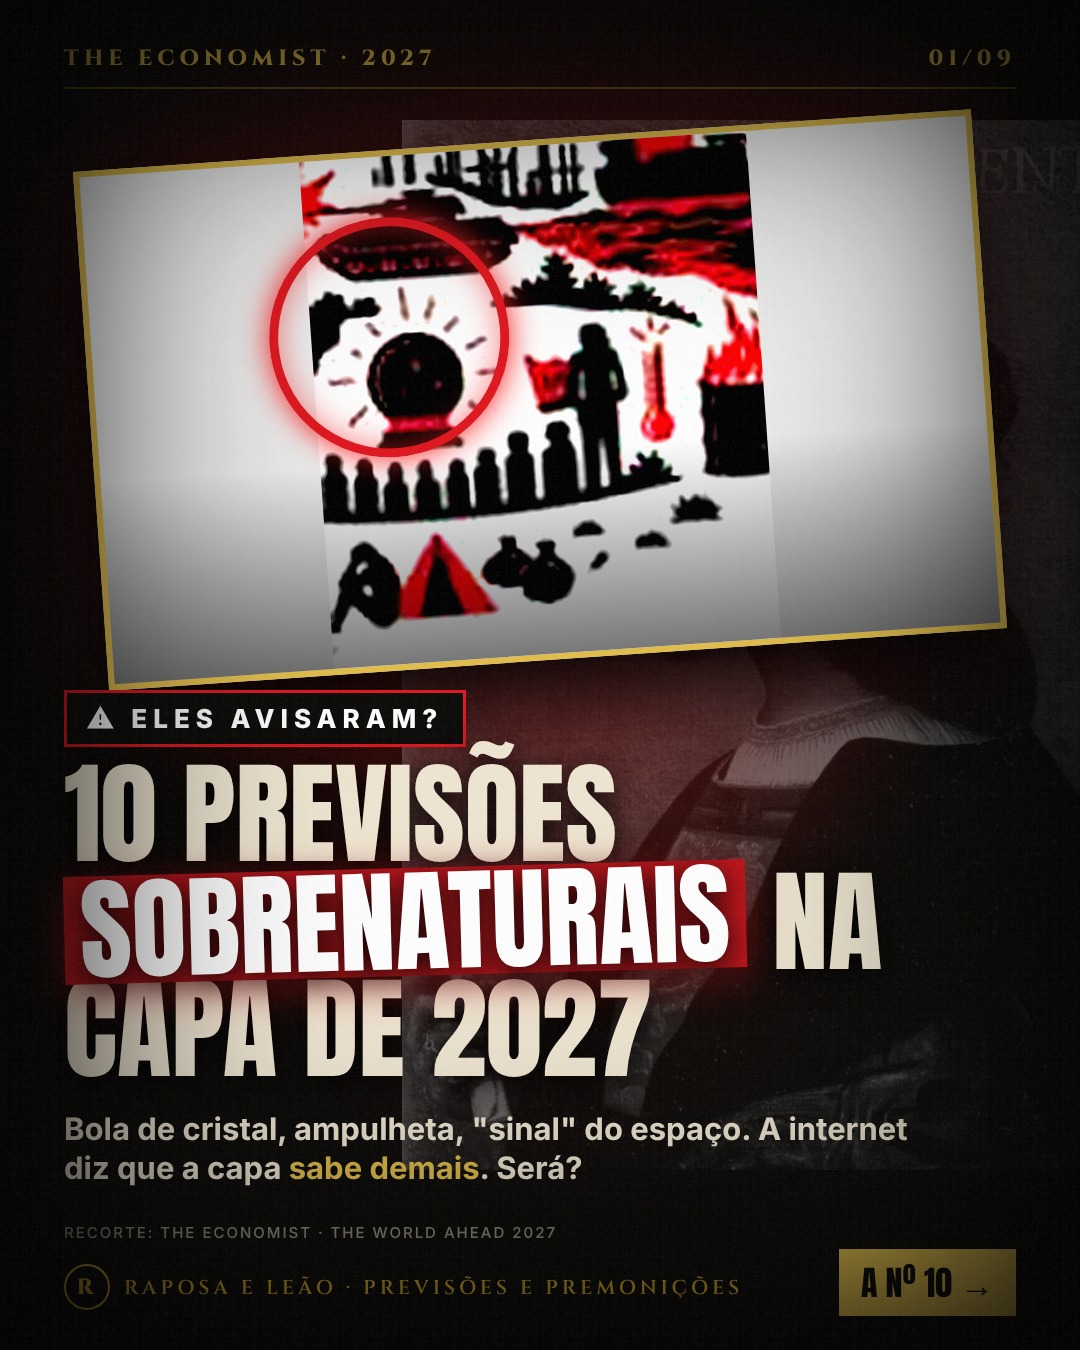 THE ECONOMIST · 2027
01/09
ENT
ELES AVISARAM?
10 PREVISÕES
SOBRENATURAIS NA
CAPA DE 2027
Bola de cristal, ampulheta, "sinal" do espaço. A internet
diz que a capa sabe demais. Será?
RECORTE: THE ECONOMIST · THE WORLD AHEAD 2027
R RAPOSA E LEÃO · PREVISÕES E PREMONIÇÕES
A Nº 10 →